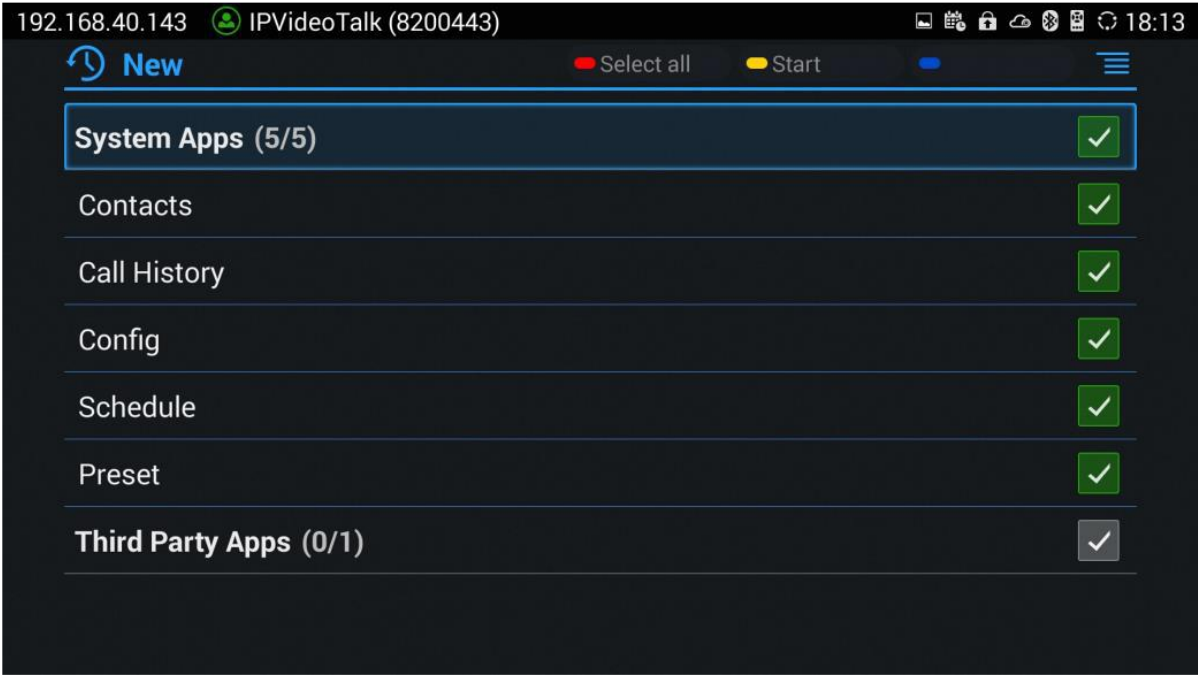 192.168.40.143 IPVideoTalk (8200443) 18:13
New Select all Start
System Apps (5/5)
Contacts
Call History
Config
Schedule
Preset
Third Party Apps (0/1)